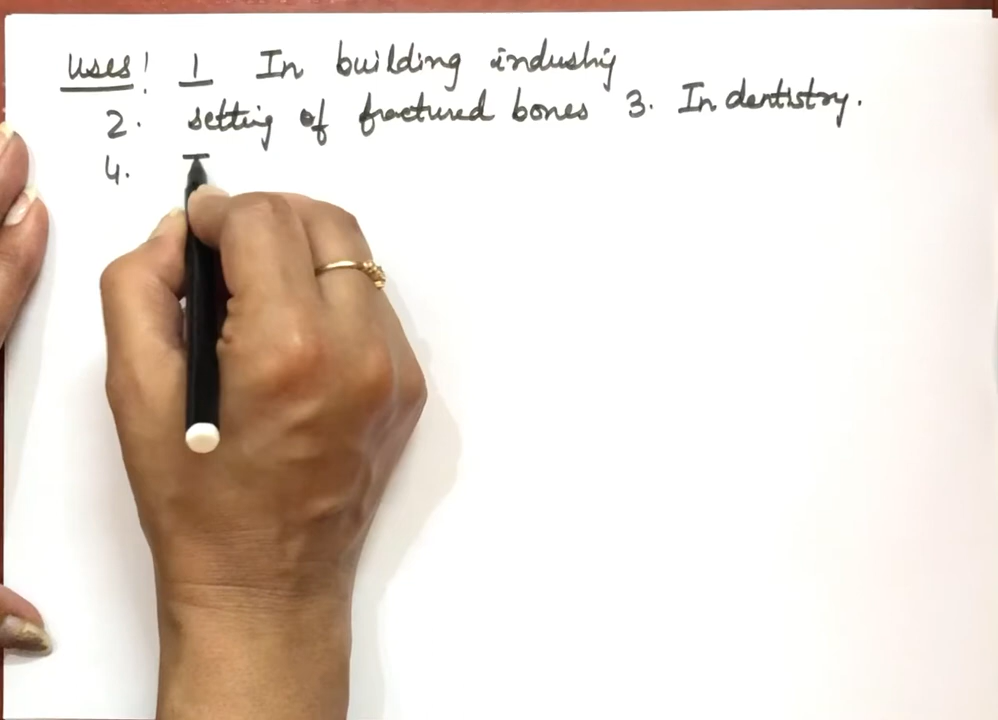 Uses! 1 In building industry
2. setting of fractured bones 3. In dentistry.
4. I